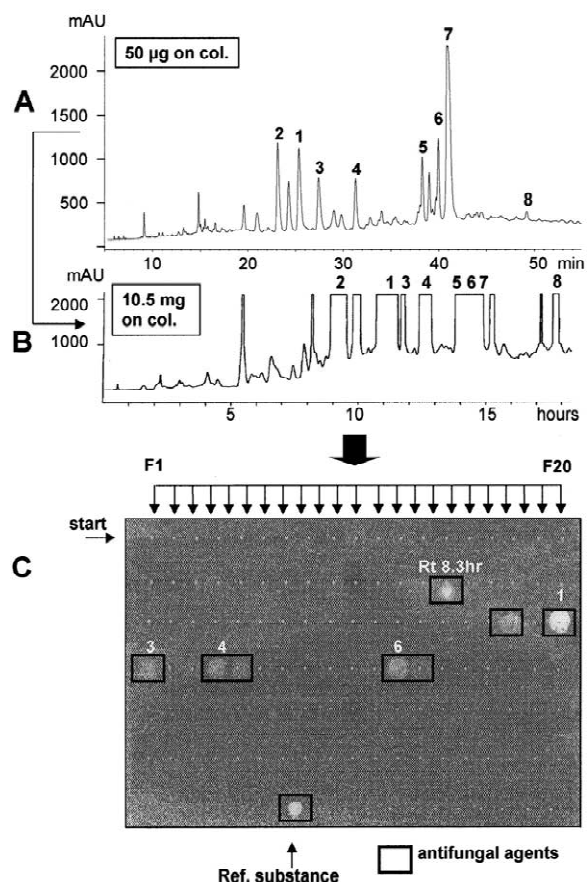 mAU
50 µg on col.
7
2000
A
1500
6
2 1
5
1000
3 4
500
8
10 20 30 40 min 50
mAU
10.5 mg
on col.
2 1 3 4 5 6 7 8
2000
B
1000
5 10 15 hours
F1 F20
start
C
Rt 8.3hr
1
3 4 6
Ref. substance
antifungal agents